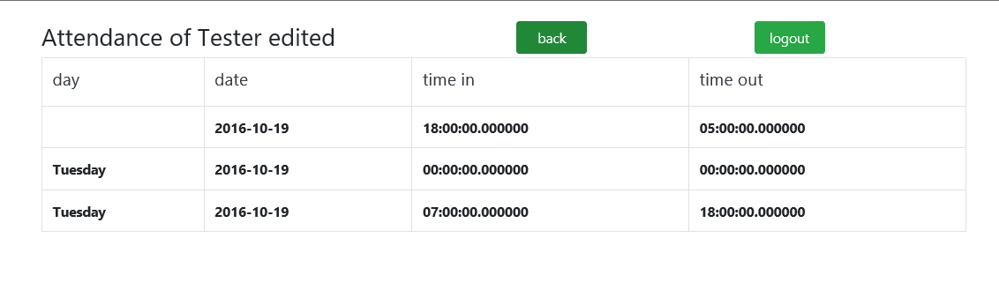 Attendance of Tester edited back logout
day date time in time out
2016-10-19 18:00:00.000000 05:00:00.000000
Tuesday 2016-10-19 00:00:00.000000 00:00:00.000000
Tuesday 2016-10-19 07:00:00.000000 18:00:00.000000